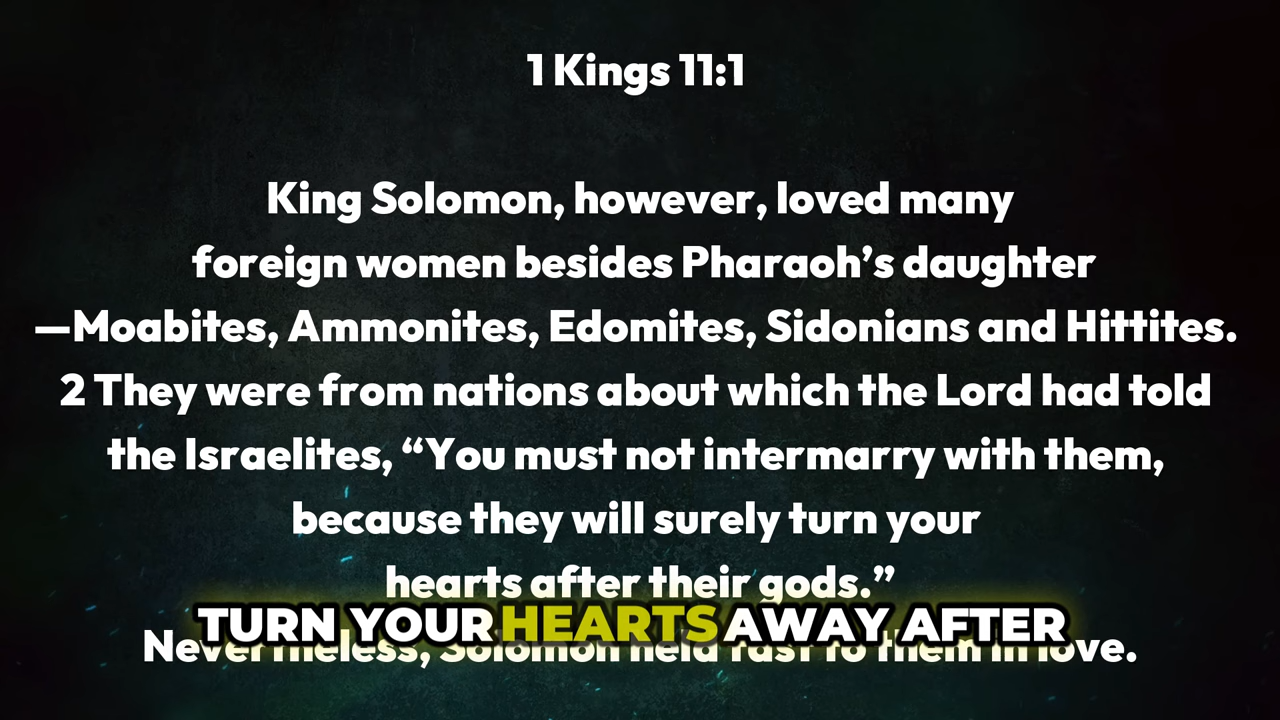 1 Kings 11:1
King Solomon, however, loved many
foreign women besides Pharaoh’s daughter
—Moabites, Ammonites, Edomites, Sidonians and Hittites.
2 They were from nations about which the Lord had told
the Israelites, “You must not intermarry with them,
because they will surely turn your
hearts after their gods.”
TURN YOUR HEARTS AWAY AFTER
Nevertheless, Solomon held fast to them in love.